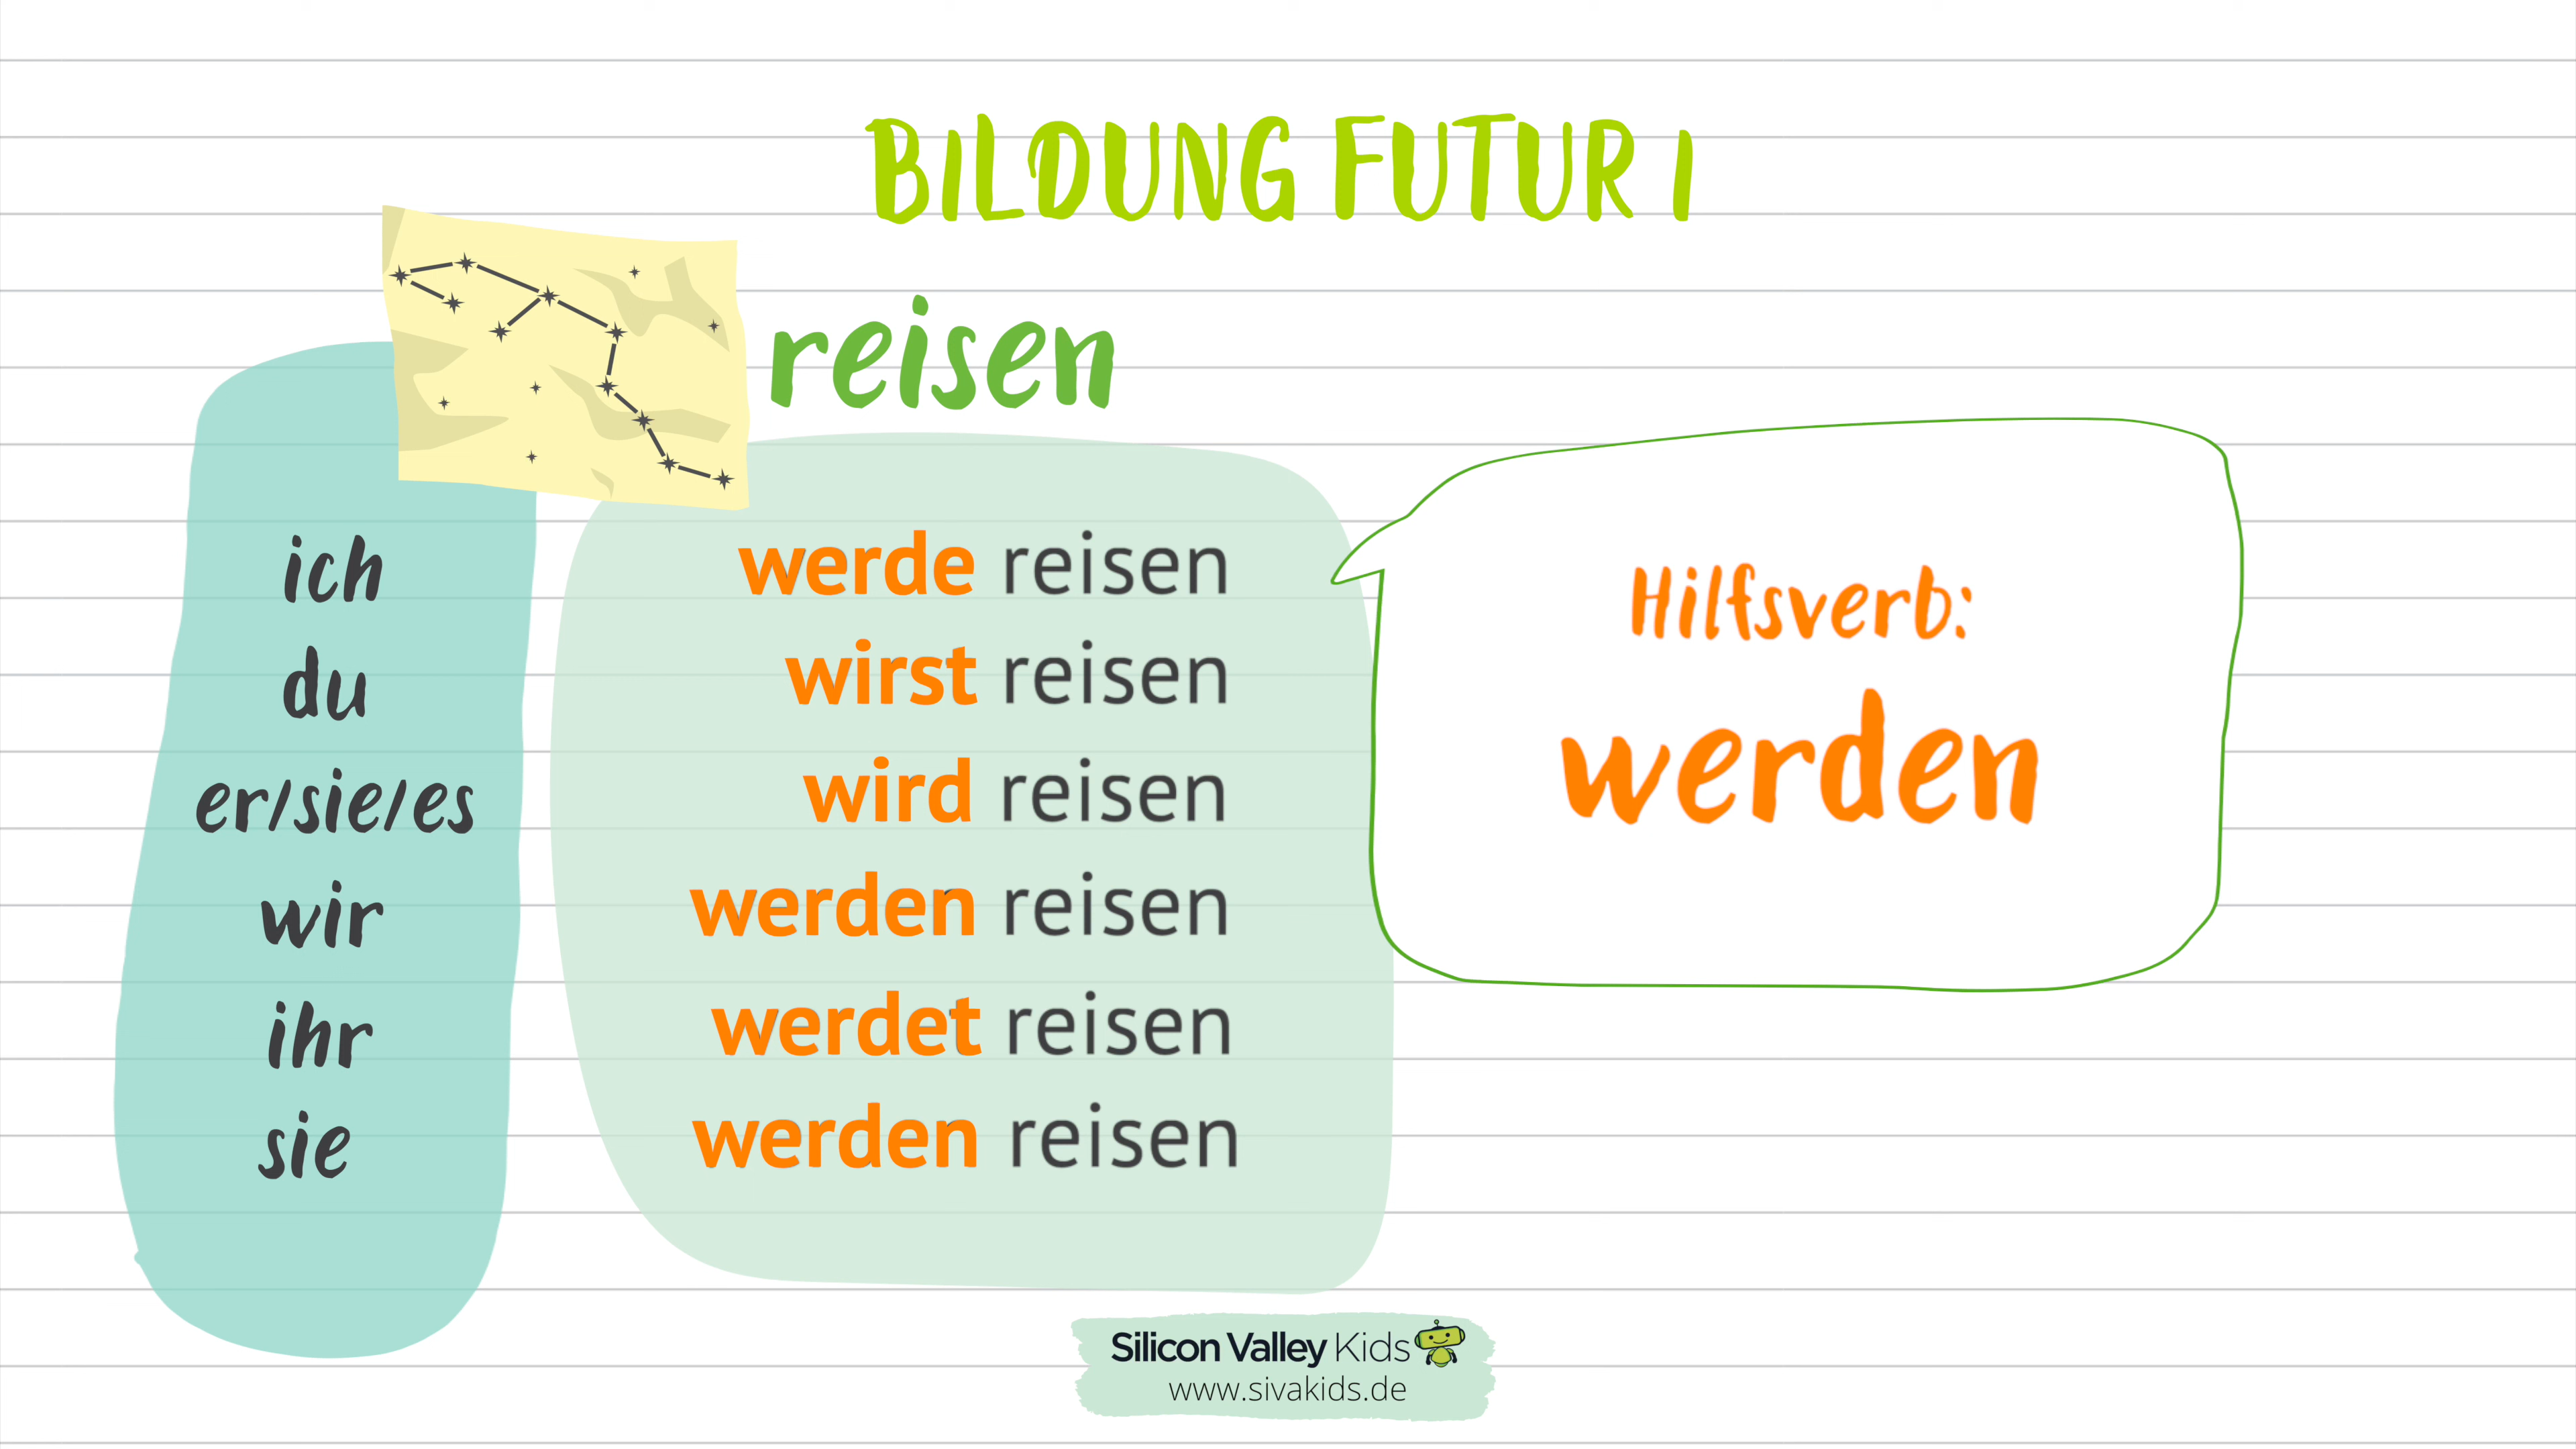 BILDUNG FUTUR I
reisen
ich werde reisen
du wirst reisen
er/sie/es wird reisen
wir werden reisen
ihr werdet reisen
sie werden reisen
Hilfsverb:
werden
Silicon Valley Kids
www.sivakids.de